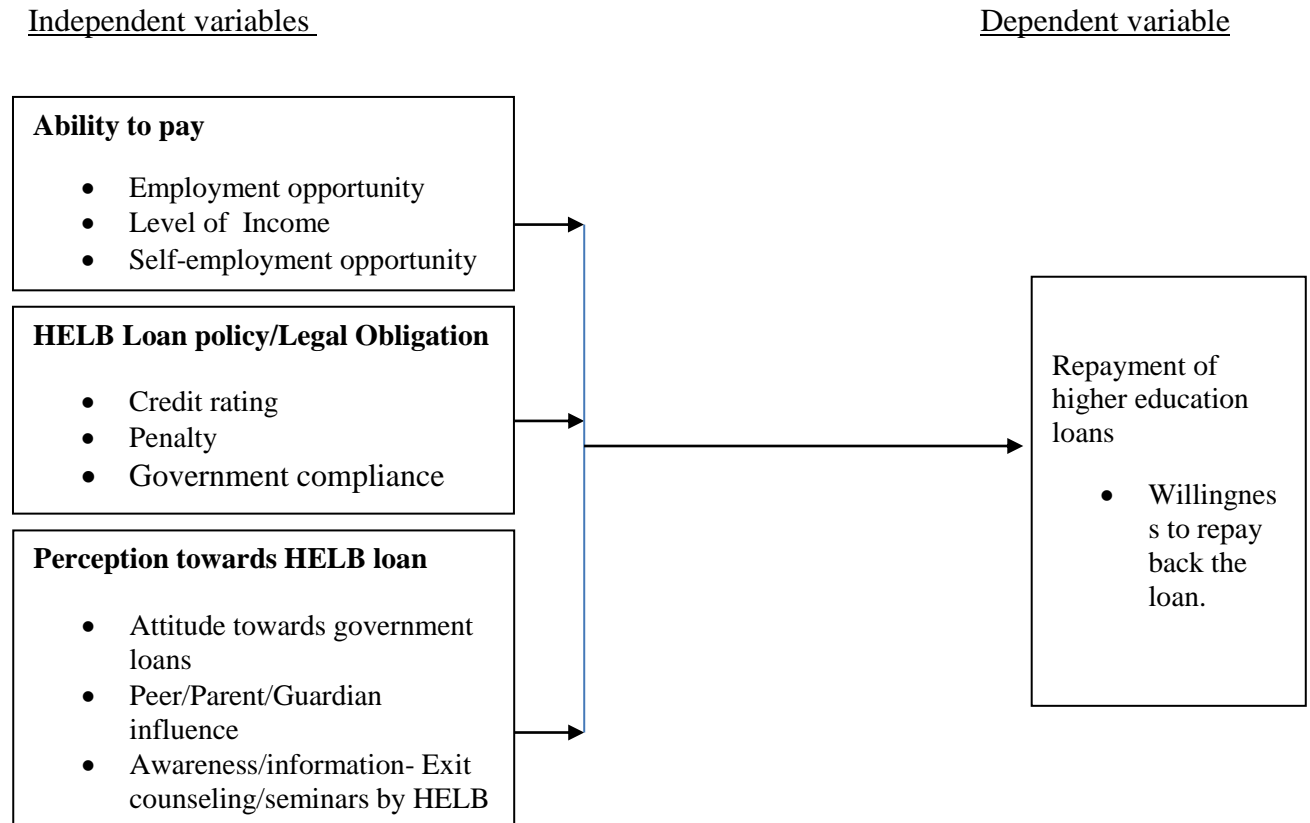 Independent variables
Dependent variable
Ability to pay
• Employment opportunity
• Level of Income
• Self-employment opportunity
HELB Loan policy/Legal Obligation
• Credit rating
• Penalty
• Government compliance
Perception towards HELB loan
• Attitude towards government
loans
• Peer/Parent/Guardian
influence
• Awareness/information- Exit
counseling/seminars by HELB
Repayment of
higher education
loans
• Willingnes
s to repay
back the
loan.